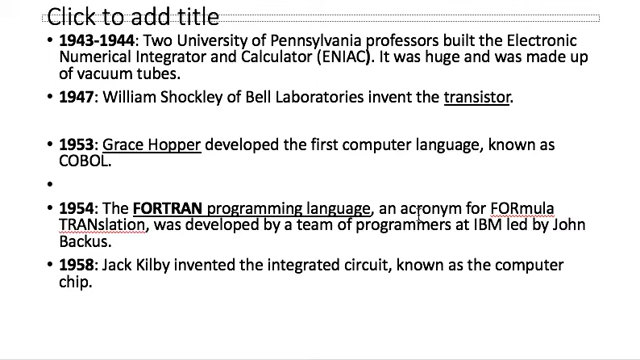 Click to add title
• 1943-1944: Two University of Pennsylvania professors built the Electronic
Numerical Integrator and Calculator (ENIAC). It was huge and was made up
of vacuum tubes.
• 1947: William Shockley of Bell Laboratories invent the transistor.
• 1953: Grace Hopper developed the first computer language, known as
COBOL.
•
• 1954: The FORTRAN programming language, an acronym for FORmula
TRANslation, was developed by a team of programmers at IBM led by John
Backus.
• 1958: Jack Kilby invented the integrated circuit, known as the computer
chip.